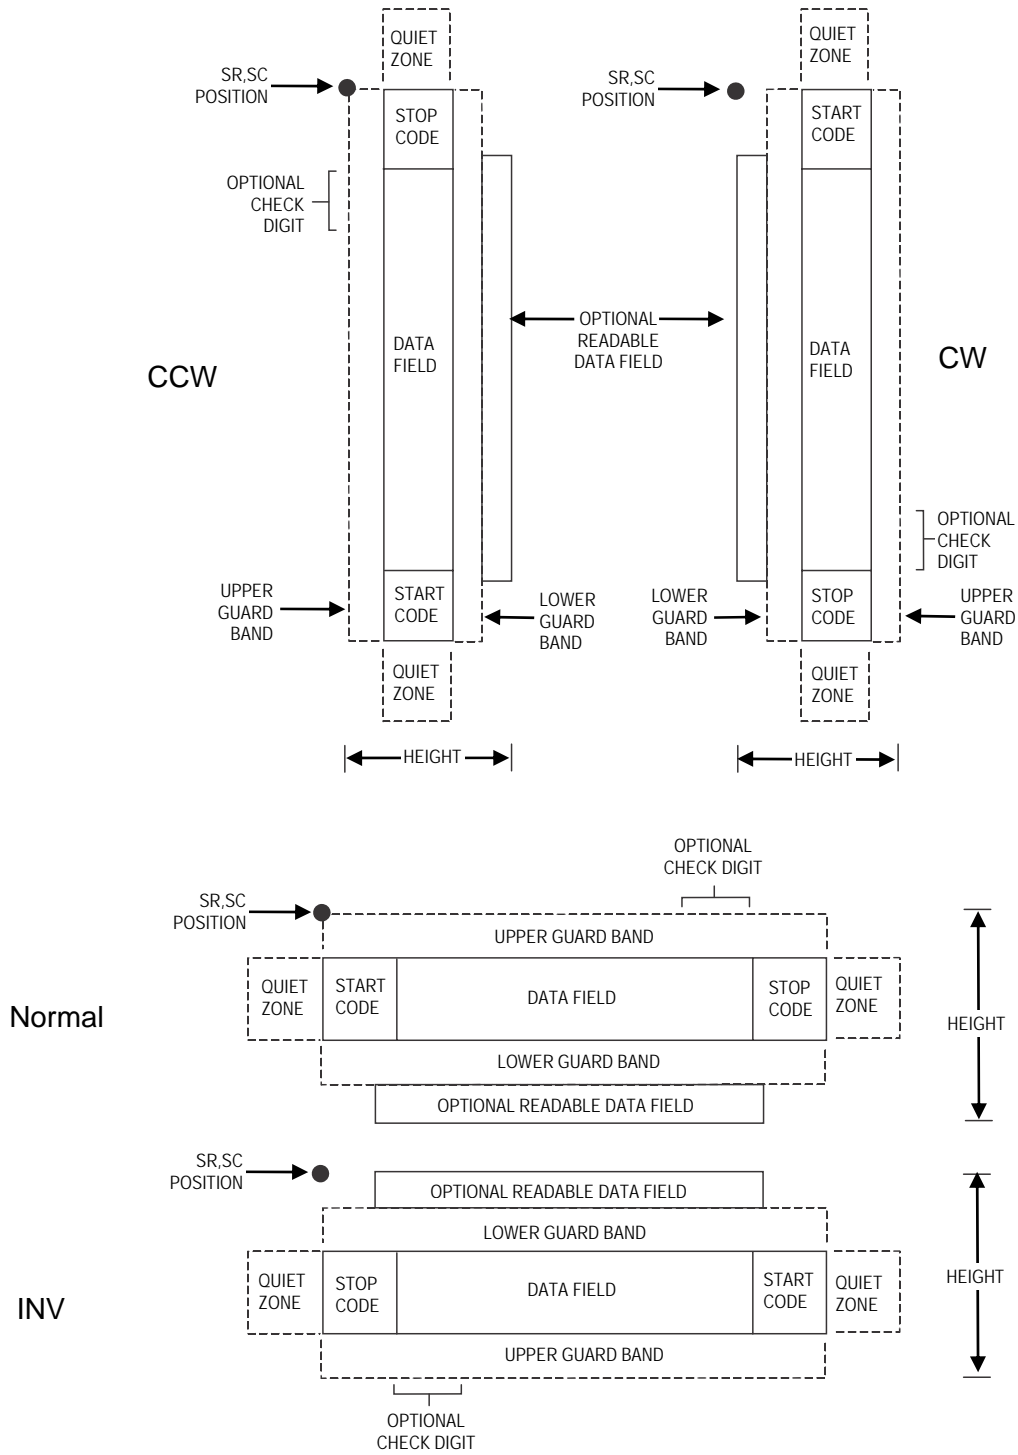 QUIET
ZONE
SR,SC
POSITION
STOP
CODE
OPTIONAL
CHECK
DIGIT
DATA
FIELD
CCW
UPPER
GUARD
BAND
START
CODE
LOWER
GUARD
BAND
QUIET
ZONE
HEIGHT
OPTIONAL
READABLE
DATA FIELD
QUIET
ZONE
SR,SC
POSITION
START
CODE
DATA
FIELD
CW
OPTIONAL
CHECK
DIGIT
LOWER
GUARD
BAND
STOP
CODE
UPPER
GUARD
BAND
QUIET
ZONE
HEIGHT
OPTIONAL
CHECK DIGIT
SR,SC
POSITION
UPPER GUARD BAND
Normal
QUIET
ZONE
START
CODE
DATA FIELD
STOP
CODE
QUIET
ZONE
HEIGHT
LOWER GUARD BAND
OPTIONAL READABLE DATA FIELD
SR,SC
POSITION
OPTIONAL READABLE DATA FIELD
LOWER GUARD BAND
INV
QUIET
ZONE
STOP
CODE
DATA FIELD
START
CODE
QUIET
ZONE
HEIGHT
UPPER GUARD BAND
OPTIONAL
CHECK DIGIT